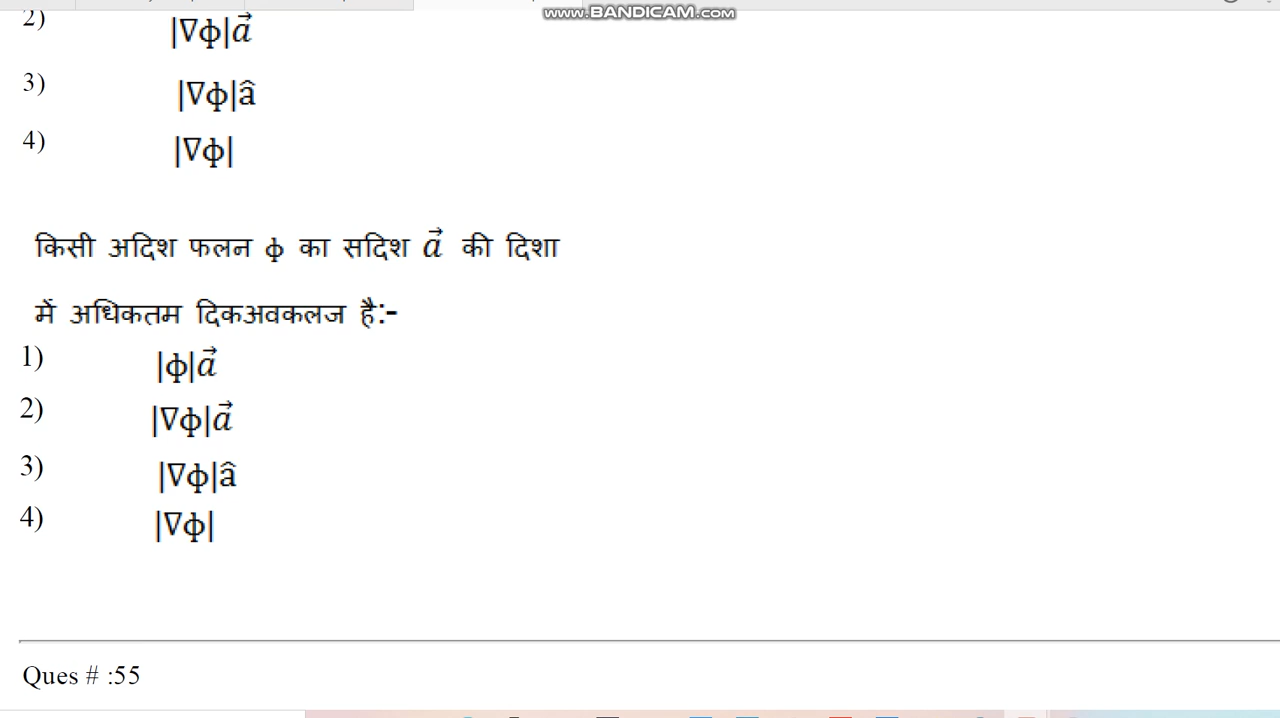 www.BANDICAM.com
2) |∇ϕ|a⃗
3) |∇ϕ|â
4) |∇ϕ|
किसी अदिश फलन ϕ का सदिश a⃗ की दिशा
में अधिकतम दिकअवकलज है:-
1) |ϕ|a⃗
2) |∇ϕ|a⃗
3) |∇ϕ|â
4) |∇ϕ|
Ques # :55